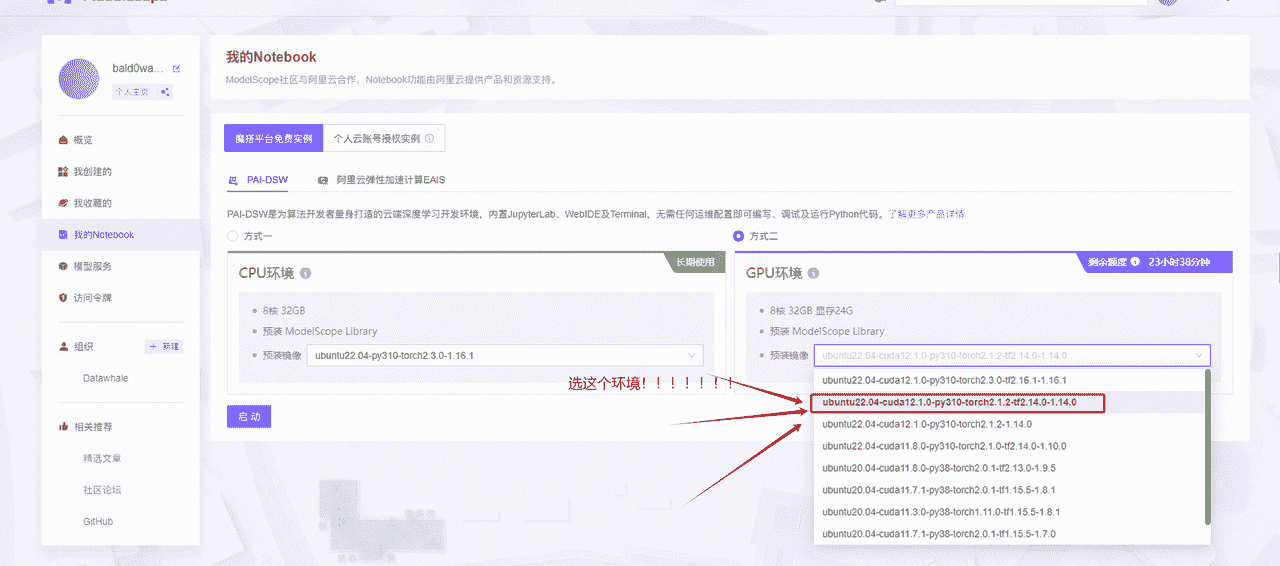 我的Notebook
ModelScope社区与阿里云合作，Notebook功能由阿里云提供产品和资源支持。
bald0wa...
个人主页
概览
我创建的
我收藏的
我的Notebook
模型服务
访问令牌
组织
+ 新建
Datawhale
相关推荐
精选文章
社区论坛
GitHub
魔搭平台免费实例
个人云账号授权实例
PAI-DSW
阿里云弹性加速计算EAIS
PAI-DSW是为算法开发者量身打造的云端深度学习开发环境，内置JupyterLab、WebIDE及Terminal，无需任何运维配置即可编写、调试及运行Python代码。了解更多产品详情
方式一
CPU环境
长期使用
8核 32GB
预装 ModelScope Library
预装镜像 ubuntu22.04-py310-torch2.3.0-1.16.1
启动
方式二
GPU环境
剩余额度 23小时38分钟
8核 32GB 显存24G
预装 ModelScope Library
预装镜像 ubuntu22.04-cuda12.1.0-py310-torch2.1.2-tf2.14.0-1.14.0
ubuntu22.04-cuda12.1.0-py310-torch2.3.0-tf2.16.1-1.16.1
选这个环境！！！！！！！
ubuntu22.04-cuda12.1.0-py310-torch2.1.2-tf2.14.0-1.14.0
ubuntu22.04-cuda12.1.0-py310-torch2.1.2-1.14.0
ubuntu22.04-cuda11.8.0-py310-torch2.1.0-tf2.14.0-1.10.0
ubuntu20.04-cuda11.8.0-py38-torch2.0.1-tf2.13.0-1.9.5
ubuntu20.04-cuda11.7.1-py38-torch2.0.1-tf1.15.5-1.8.1
ubuntu20.04-cuda11.3.0-py38-torch1.11.0-tf1.15.5-1.8.1
ubuntu20.04-cuda11.7.1-py38-torch2.0.1-tf1.15.5-1.7.0